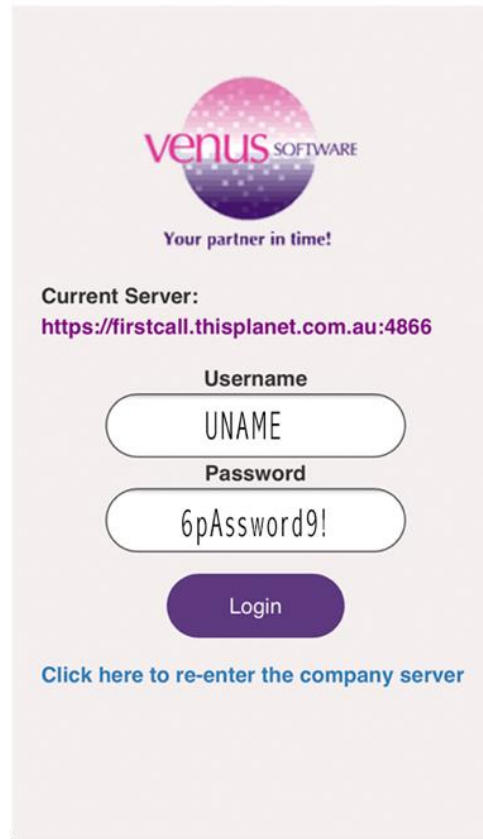 venus SOFTWARE
Your partner in time!
Current Server:
https://firstcall.thisplanet.com.au:4866
Username
UNAME
Password
6pAssword9!
Login
Click here to re-enter the company server